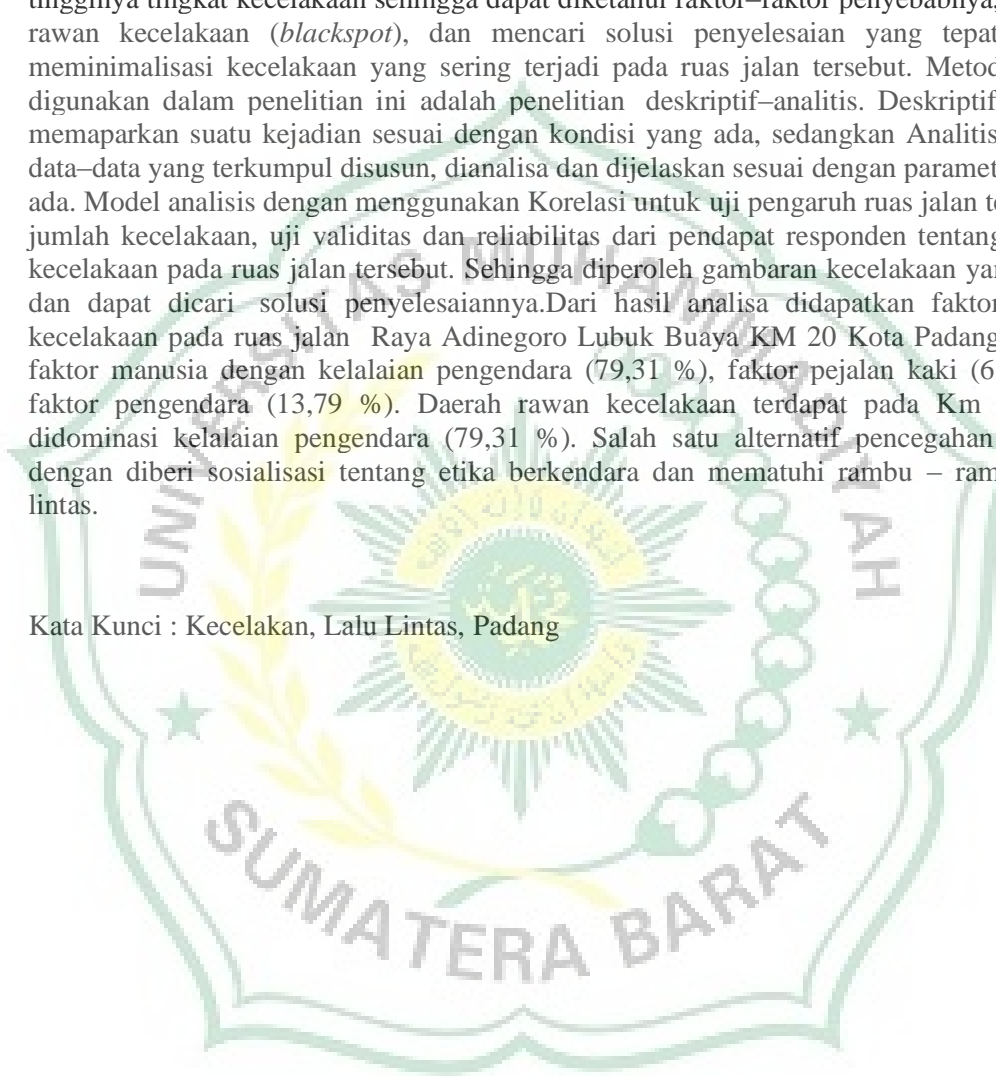 tingginya tingkat kecelakaan sehingga dapat diketahui faktor–faktor penyebabnya,
rawan kecelakaan (blackspot), dan mencari solusi penyelesaian yang tepat
meminimalisasi kecelakaan yang sering terjadi pada ruas jalan tersebut. Metod
digunakan dalam penelitian ini adalah penelitian deskriptif–analitis. Deskriptif
memaparkan suatu kejadian sesuai dengan kondisi yang ada, sedangkan Analitis
data–data yang terkumpul disusun, dianalisa dan dijelaskan sesuai dengan paramet
ada. Model analisis dengan menggunakan Korelasi untuk uji pengaruh ruas jalan te
jumlah kecelakaan, uji validitas dan reliabilitas dari pendapat responden tentang
kecelakaan pada ruas jalan tersebut. Sehingga diperoleh gambaran kecelakaan yan
dan dapat dicari solusi penyelesaiannya.Dari hasil analisa didapatkan faktor
kecelakaan pada ruas jalan Raya Adinegoro Lubuk Buaya KM 20 Kota Padang
faktor manusia dengan kelalaian pengendara (79,31 %), faktor pejalan kaki (6
faktor pengendara (13,79 %). Daerah rawan kecelakaan terdapat pada Km
didominasi kelalaian pengendara (79,31 %). Salah satu alternatif pencegahan
dengan diberi sosialisasi tentang etika berkendara dan mematuhi rambu – ram
lintas.
Kata Kunci : Kecelakan, Lalu Lintas, Padang
UNIVERSITAS MUHAMMADIYAH
SUMATERA BARAT